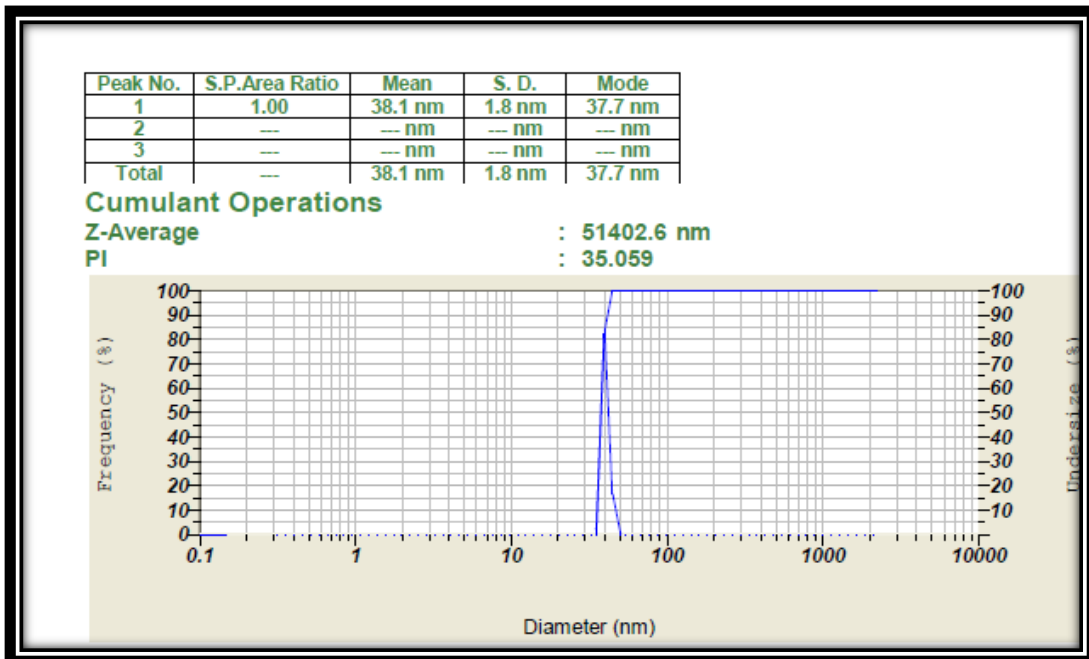 Peak No. S.P.Area Ratio Mean S. D. Mode
1 1.00 38.1 nm 1.8 nm 37.7 nm
2 --- --- nm --- nm --- nm
3 --- --- nm --- nm --- nm
Total --- 38.1 nm 1.8 nm 37.7 nm
Cumulant Operations
Z-Average : 51402.6 nm
PI : 35.059
100 100
90 90
80 80
70 70
60 60
50 50
40 40
30 30
20 20
10 10
0
Frequency (%)
Undersize (%)
0.1 1 10 100 1000 10000
Diameter (nm)